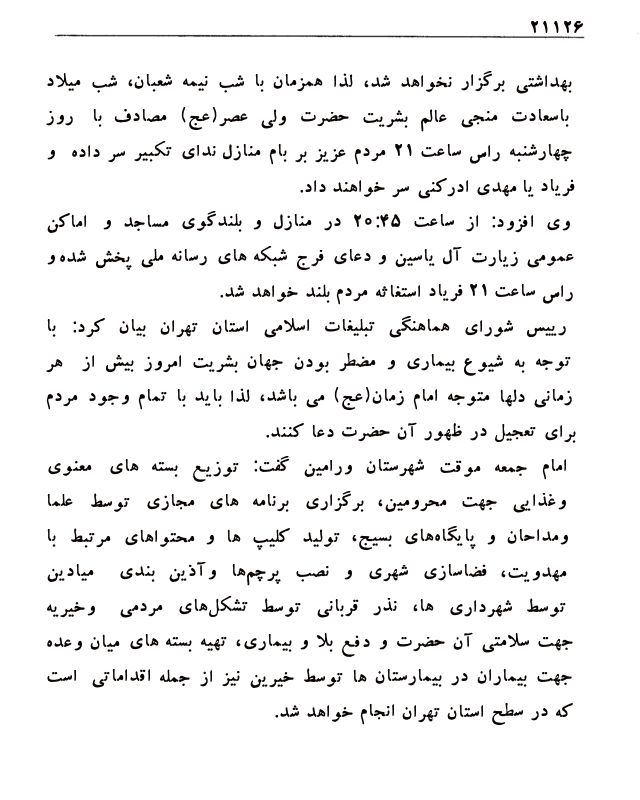 ۲۱۱۲۶
بهداشتی برگزار نخواهد شد، لذا همزمان با شب نیمه شعبان، شب میلاد
باسعادت منجی عالم بشریت حضرت ولی عصر(عج) مصادف با روز
چهارشنبه راس ساعت ۲۱ مردم عزیز بر بام منازل ندای تکبیر سر داده و
فریاد یا مهدی ادرکنی سر خواهند داد.
وی افزود: از ساعت ۲۰:۴۵ در منازل و بلندگوی مساجد و اماکن
عمومی زیارت آل یاسین و دعای فرج شبکه های رسانه ملی پخش شده و
راس ساعت ۲۱ فریاد استغاثه مردم بلند خواهد شد.
رییس شورای هماهنگی تبلیغات اسلامی استان تهران بیان کرد: با
توجه به شیوع بیماری و مضطر بودن جهان بشریت امروز بیش از هر
زمانی دلها متوجه امام زمان(عج) می باشد، لذا باید با تمام وجود مردم
برای تعجیل در ظهور آن حضرت دعا کنند.
امام جمعه موقت شهرستان ورامین گفت: توزیع بسته های معنوی
وغذایی جهت محرومین، برگزاری برنامه های مجازی توسط علما
ومداحان و پایگاه‌های بسیج، تولید کلیپ ها و محتواهای مرتبط با
مهدویت، فضاسازی شهری و نصب پرچم‌ها وآذین بندی میادین
توسط شهرداری ها، نذر قربانی توسط تشکل‌های مردمی وخیریه
جهت سلامتی آن حضرت و دفع بلا و بیماری، تهیه بسته های میان وعده
جهت بیماران در بیمارستان ها توسط خیرین نیز از جمله اقداماتی است
که در سطح استان تهران انجام خواهد شد.